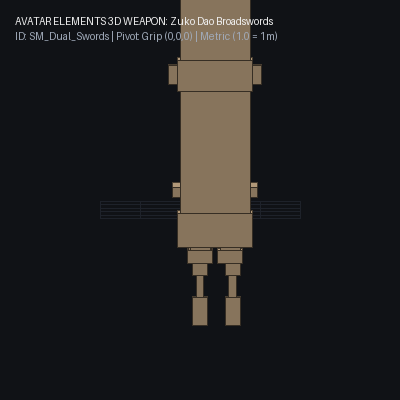 AVATAR ELEMENTS 3D WEAPON: Zuko Dao Broadswords
ID: SM_Dual_Swords | Pivot Grip (0,0,0) | Metric (1.0 = 1m)